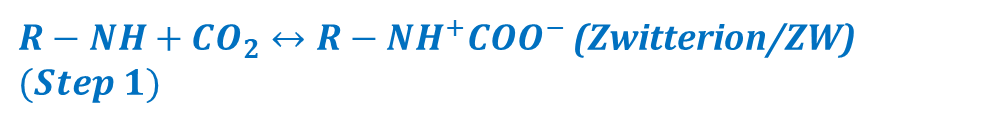 R − NH + CO₂ ↔ R − NH⁺COO⁻ (Zwitterion/ZW)
(Step 1)